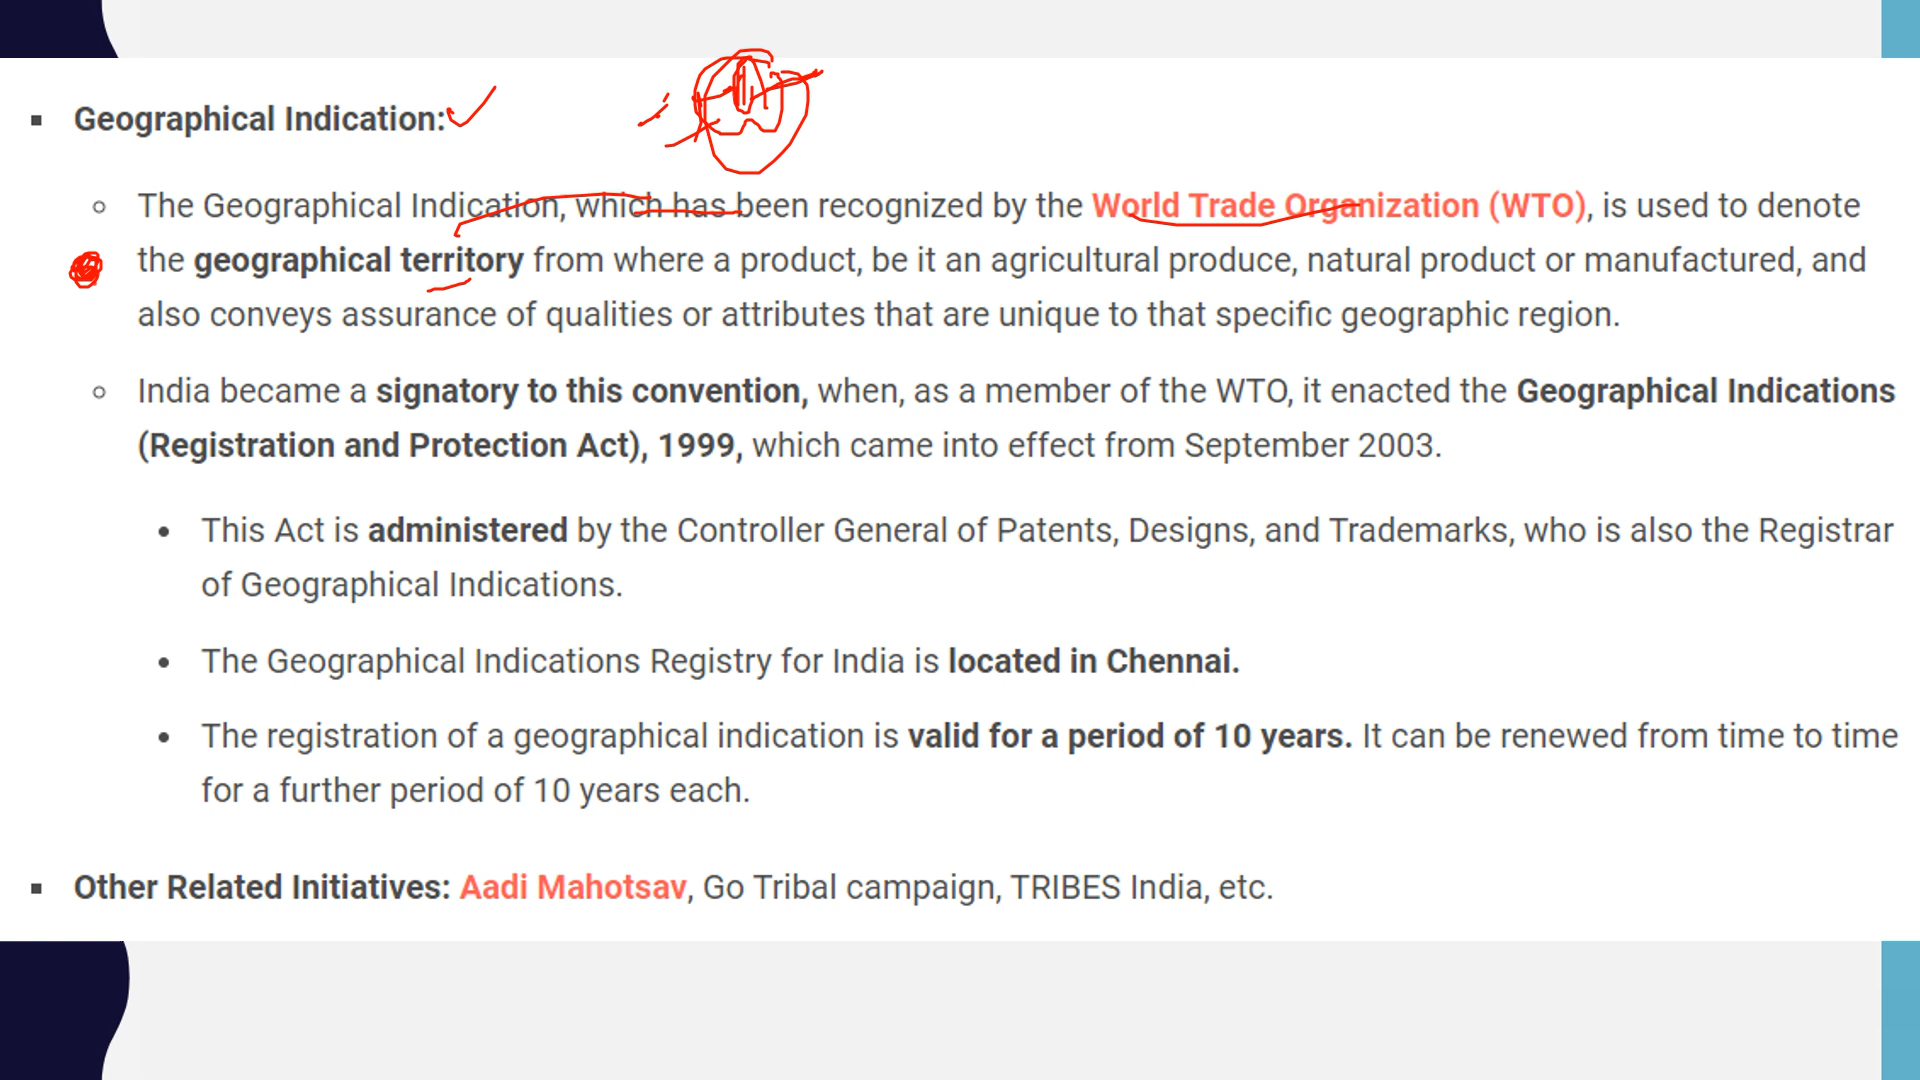 Geographical Indication:
The Geographical Indication, which has been recognized by the World Trade Organization (WTO), is used to denote
the geographical territory from where a product, be it an agricultural produce, natural product or manufactured, and
also conveys assurance of qualities or attributes that are unique to that specific geographic region.
India became a signatory to this convention, when, as a member of the WTO, it enacted the Geographical Indications
(Registration and Protection Act), 1999, which came into effect from September 2003.
This Act is administered by the Controller General of Patents, Designs, and Trademarks, who is also the Registrar
of Geographical Indications.
The Geographical Indications Registry for India is located in Chennai.
The registration of a geographical indication is valid for a period of 10 years. It can be renewed from time to time
for a further period of 10 years each.
Other Related Initiatives: Aadi Mahotsav, Go Tribal campaign, TRIBES India, etc.